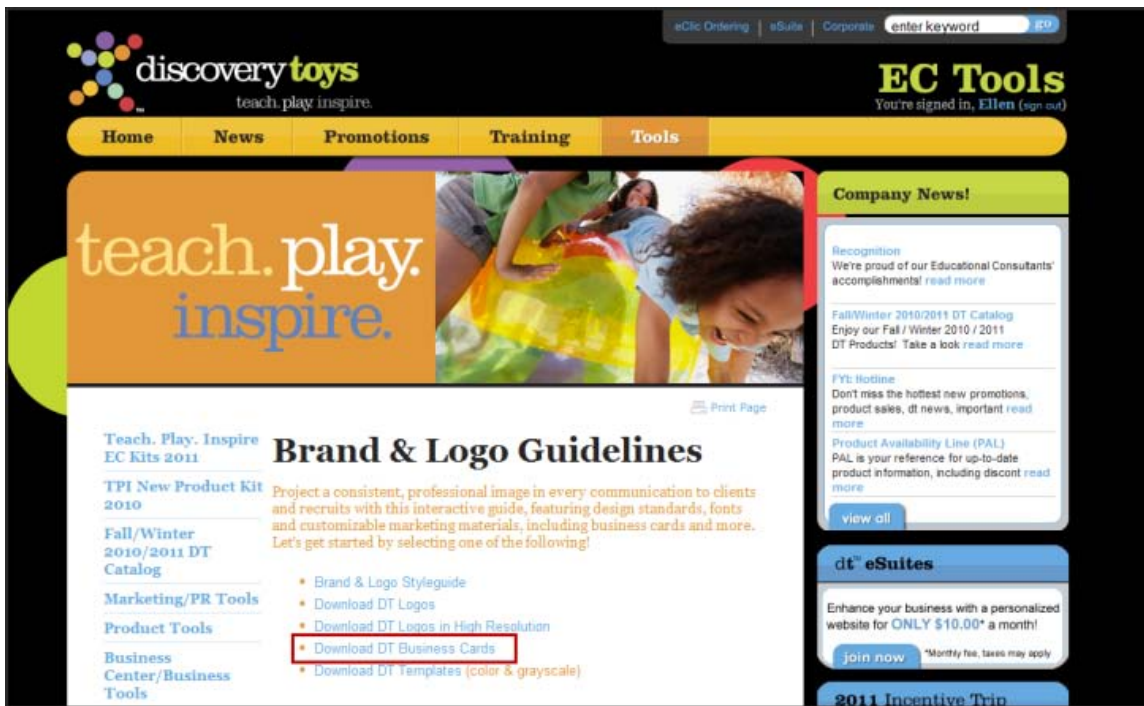 eClic Ordering | eSuite | Corporate enter keyword go
discovery toys
teach. play. inspire.
EC Tools
You're signed in, Ellen (sign out)
Home News Promotions Training Tools
teach. play.
inspire.
Print Page
Teach. Play. Inspire
EC Kits 2011
TPI New Product Kit
2010
Fall/Winter
2010/2011 DT
Catalog
Marketing/PR Tools
Product Tools
Business
Center/Business
Tools
Brand & Logo Guidelines
Project a consistent, professional image in every communication to clients
and recruits with this interactive guide, featuring design standards, fonts
and customizable marketing materials, including business cards and more.
Let's get started by selecting one of the following!
• Brand & Logo Styleguide
• Download DT Logos
• Download DT Logos in High Resolution
• Download DT Business Cards
• Download DT Templates (color & grayscale)
Company News!
Recognition
We're proud of our Educational Consultants'
accomplishments! read more
Fall/Winter 2010/2011 DT Catalog
Enjoy our Fall / Winter 2010 / 2011
DT Products! Take a look read more
FYI: Hotline
Don't miss the hottest new promotions,
product sales, dt news, important read
more
Product Availability Line (PAL)
PAL is your reference for up-to-date
product information, including discont read
more
view all
dt™ eSuites
Enhance your business with a personalized
website for ONLY $10.00* a month!
join now *Monthly fee, taxes may apply
2011 Incentive Trip